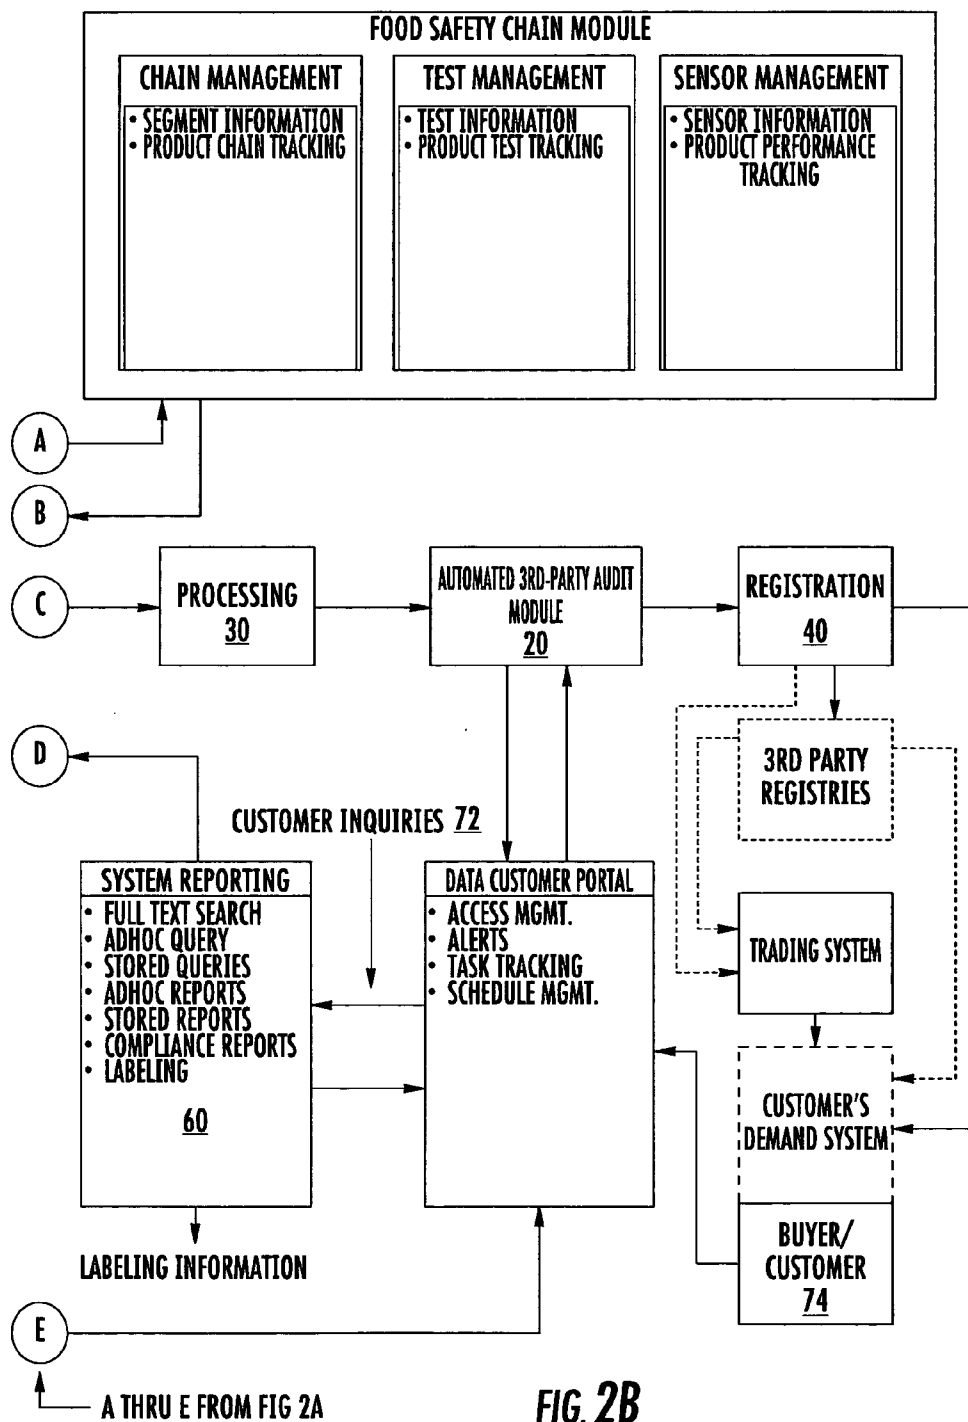 FOOD SAFETY CHAIN MODULE
CHAIN MANAGEMENT
• SEGMENT INFORMATION
• PRODUCT CHAIN TRACKING
TEST MANAGEMENT
• TEST INFORMATION
• PRODUCT TEST TRACKING
SENSOR MANAGEMENT
• SENSOR INFORMATION
• PRODUCT PERFORMANCE
TRACKING
A
B
C
PROCESSING
30
AUTOMATED 3RD-PARTY AUDIT
MODULE
20
REGISTRATION
40
D
3RD PARTY
REGISTRIES
CUSTOMER INQUIRIES 72
SYSTEM REPORTING
• FULL TEXT SEARCH
• ADHOC QUERY
• STORED QUERIES
• ADHOC REPORTS
• STORED REPORTS
• COMPLIANCE REPORTS
• LABELING
60
DATA CUSTOMER PORTAL
• ACCESS MGMT.
• ALERTS
• TASK TRACKING
• SCHEDULE MGMT.
TRADING SYSTEM
CUSTOMER'S
DEMAND SYSTEM
BUYER/
CUSTOMER
74
LABELING INFORMATION
E
A THRU E FROM FIG 2A
FIG. 2B